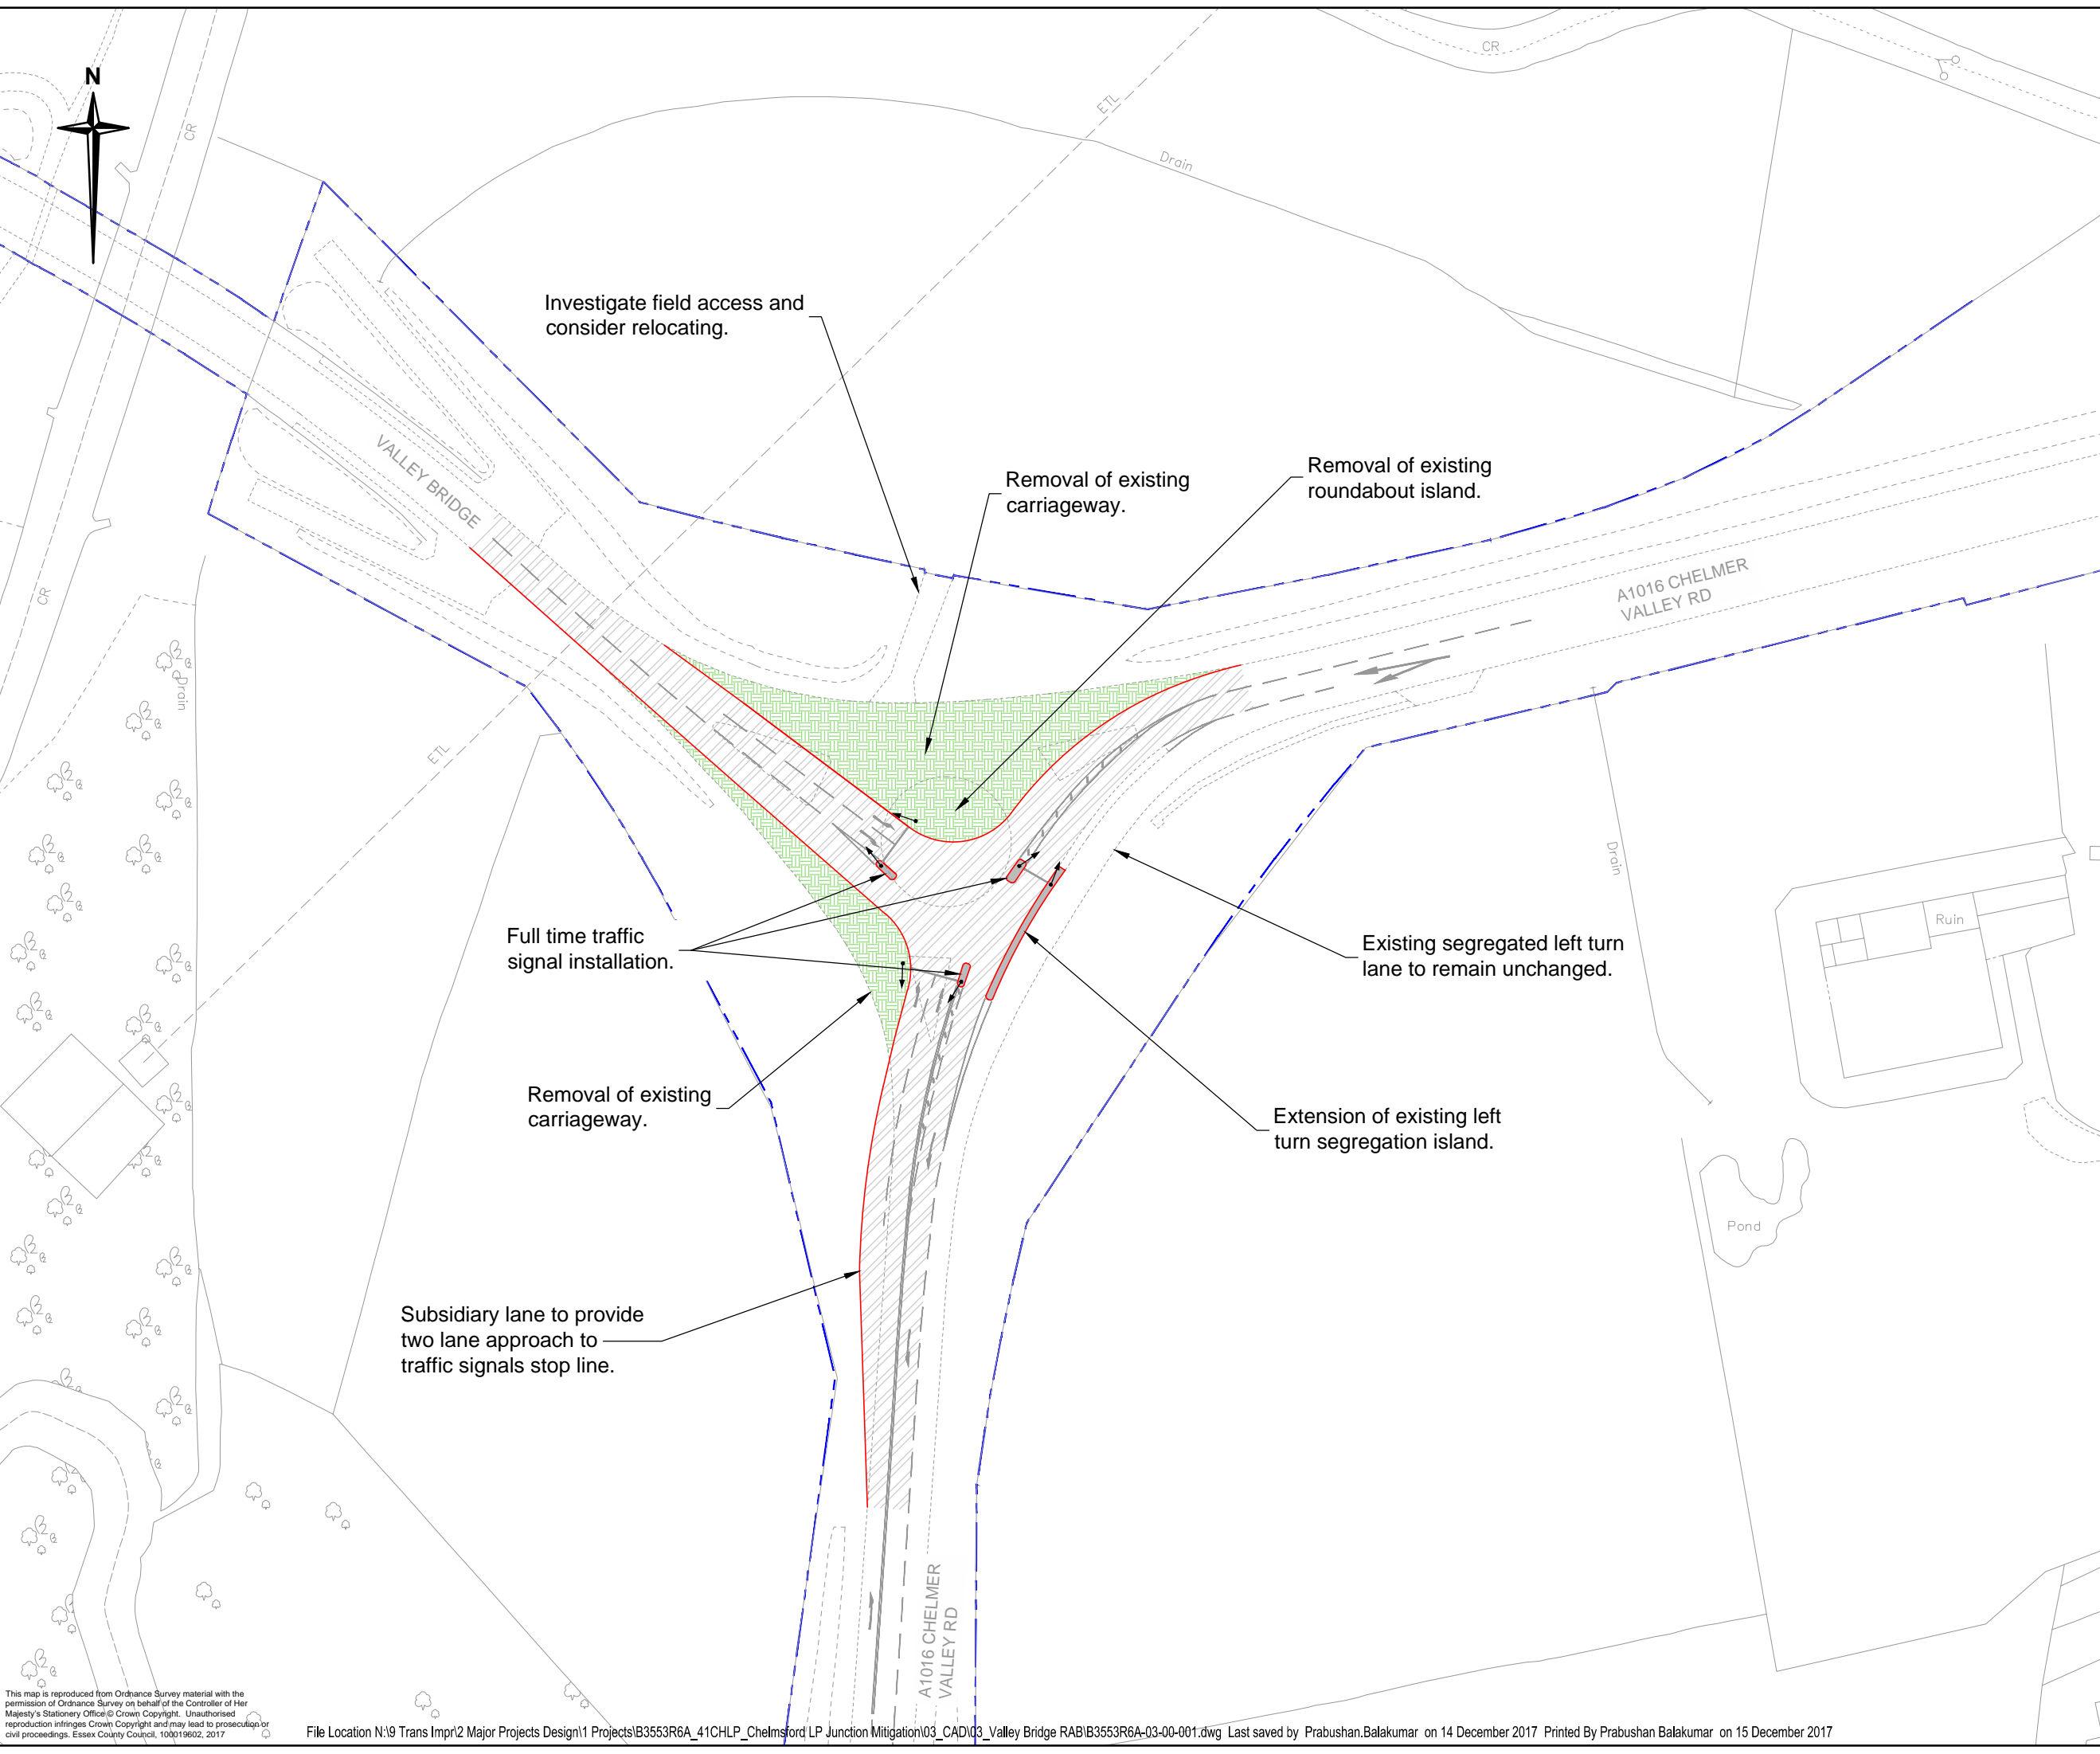 N
CR
CR
ETL
Drain
CR
Investigate field access and
consider relocating.
Removal of existing
carriageway.
Removal of existing
roundabout island.
VALLEY BRIDGE
A1016 CHELMER
VALLEY RD
CR
Drain
ETL
Full time traffic
signal installation.
Existing segregated left turn
lane to remain unchanged.
Drain
Ruin
Removal of existing
carriageway.
Extension of existing left
turn segregation island.
Pond
Subsidiary lane to provide
two lane approach to
traffic signals stop line.
A1016 CHELMER
VALLEY RD
This map is reproduced from Ordnance Survey material with the
permission of Ordnance Survey on behalf of the Controller of Her
Majesty's Stationery Office © Crown Copyright. Unauthorised
reproduction infringes Crown Copyright and may lead to prosecution or
civil proceedings. Essex County Council, 100019602, 2017
File Location N:\9 Trans Impr\2 Major Projects Design\1 Projects\B3553R6A_41CHLP_Chelmsford LP Junction Mitigation\03_CAD\03_Valley Bridge RAB\B3553R6A-03-00-001.dwg Last saved by Prabushan.Balakumar on 14 December 2017 Printed By Prabushan Balakumar on 15 December 2017